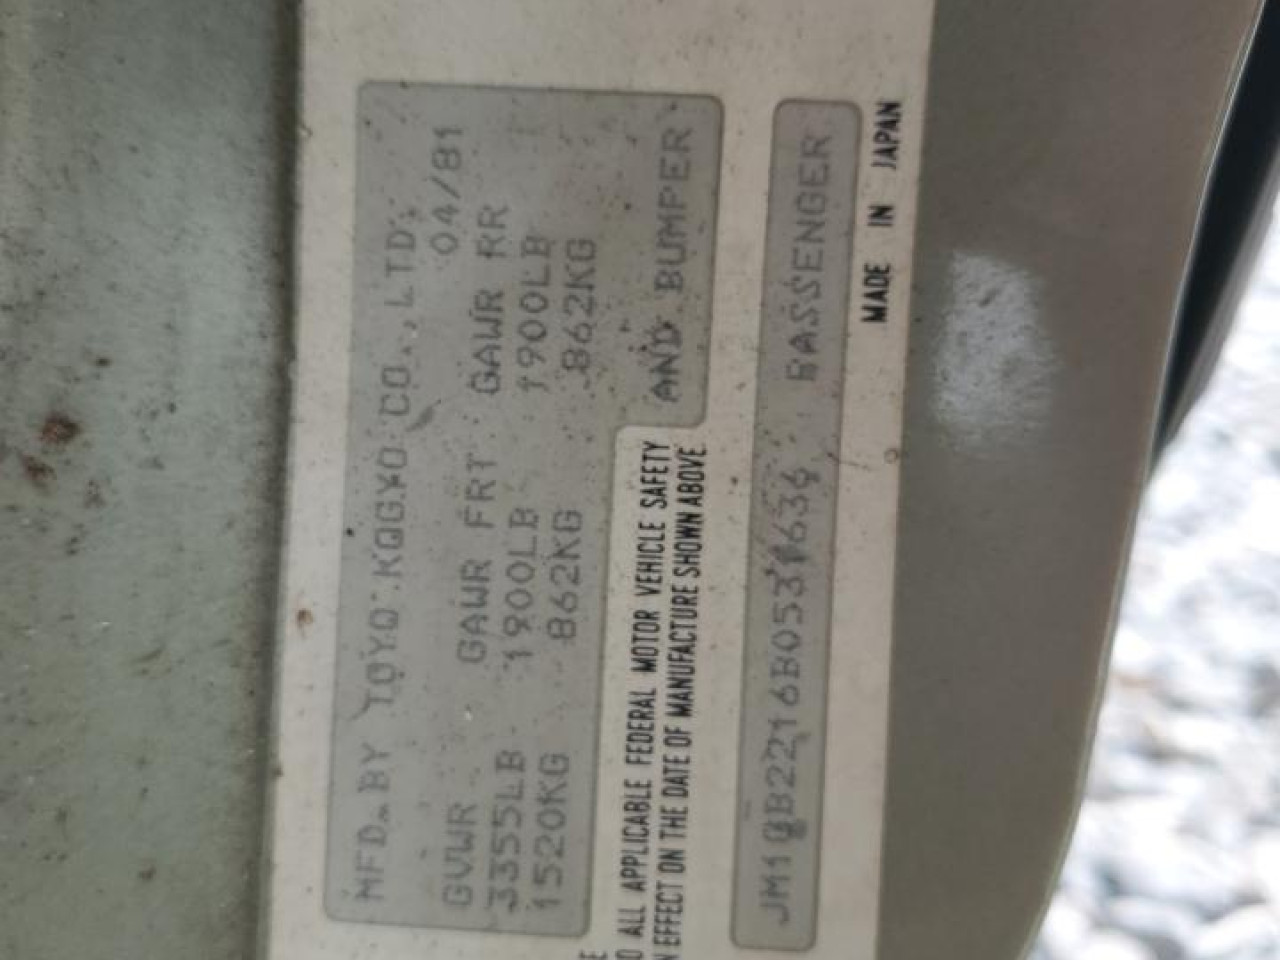 MFD. BY TOYO KOGYO CO., LTD.
04/81
GVWR GAWR FRT GAWR RR
3355LB 1900LB 1900LB
1520KG 862KG 862KG
ALL APPLICABLE FEDERAL MOTOR VEHICLE SAFETY AND BUMPER
EFFECT ON THE DATE OF MANUFACTURE SHOWN ABOVE
PASSENGER
MADE IN JAPAN